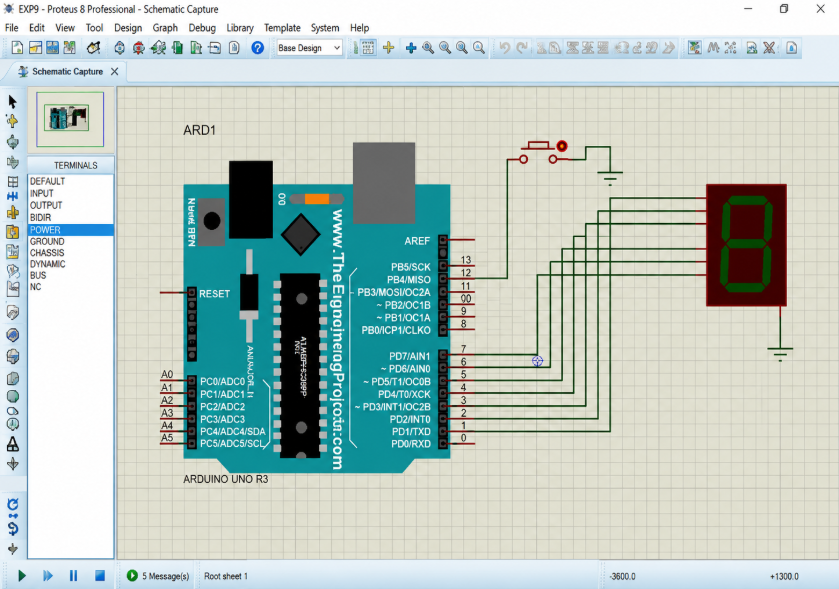 EXP9 - Proteus 8 Professional - Schematic Capture
File Edit View Tool Design Graph Debug Library Template System Help
Base Design
Schematic Capture
TERMINALS
DEFAULT
INPUT
OUTPUT
BIDIR
POWER
GROUND
CHASSIS
DYNAMIC
BUS
NC
ARD1
www.TheEignojneragProjcoin.com
RESET
AREF
PB5/SCK 13
PB4/MISO 12
~ PB3/MOSI/OC2A 11
~ PB2/OC1B 00
~ PB1/OC1A 9
PB0/ICP1/CLKO 8
PD7/AIN1 7
~ PD6/AIN0 6
~ PD5/T1/OC0B 5
PD4/T0/XCK 4
~ PD3/INT1/OC2B 3
PD2/INT0 2
PD1/TXD 1
PD0/RXD 0
A0 PC0/ADC0
A1 PC1/ADC1
A2 PC2/ADC2
A3 PC3/ADC3
A4 PC4/ADC4/SDA
A5 PC5/ADC5/SCL
ARDUINO UNO R3
8
5 Message(s) Root sheet 1 -3600.0 +1300.0